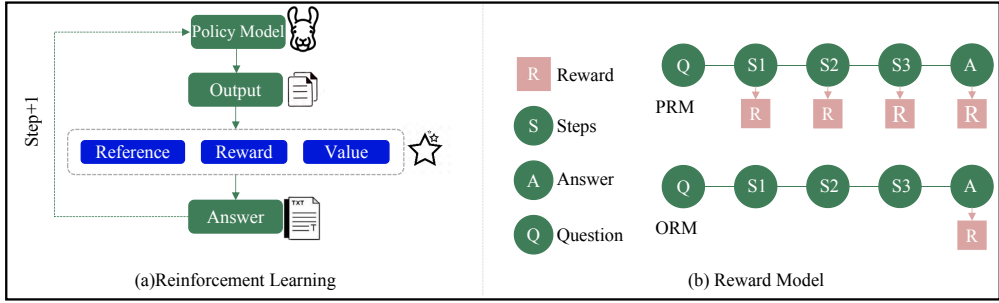 Policy Model
Output
Step+1
Reference Reward Value
Answer
TXT
T
(a)Reinforcement Learning
R Reward
S Steps
A Answer
Q Question
Q S1 S2 S3 A
PRM
R R R R
Q S1 S2 S3 A
ORM
R
(b) Reward Model